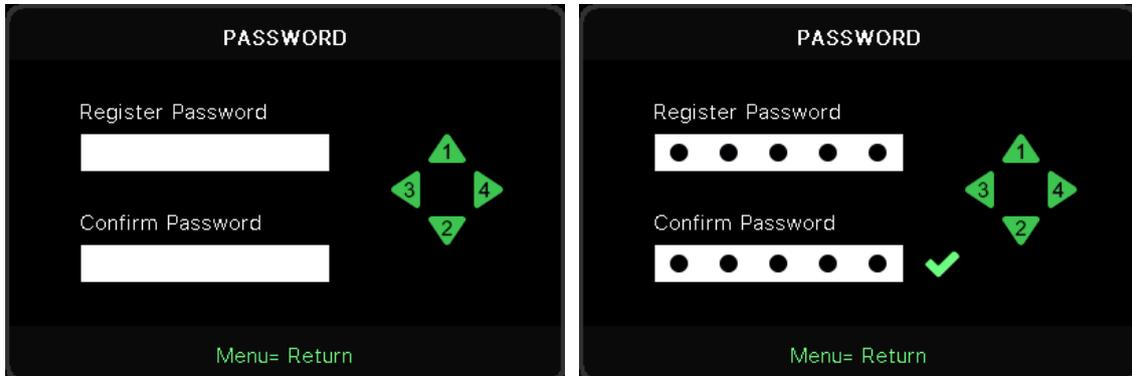 PASSWORD
Register Password
1
3 4
Confirm Password
2
Menu= Return
PASSWORD
Register Password
1
3 4
Confirm Password
2
Menu= Return